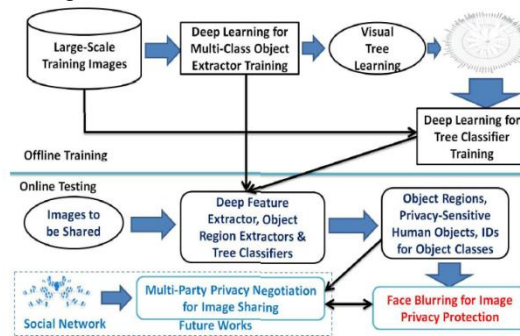 Large-Scale
Training Images
Deep Learning for
Multi-Class Object
Extractor Training
Visual
Tree
Learning
Deep Learning for
Tree Classifier
Training
Offline Training
Online Testing
Images to
be Shared
Deep Feature
Extractor, Object
Region Extractors &
Tree Classifiers
Object Regions,
Privacy-Sensitive
Human Objects, IDs
for Object Classes
Social Network
Multi-Party Privacy Negotiation
for Image Sharing
Future Works
Face Blurring for Image
Privacy Protection